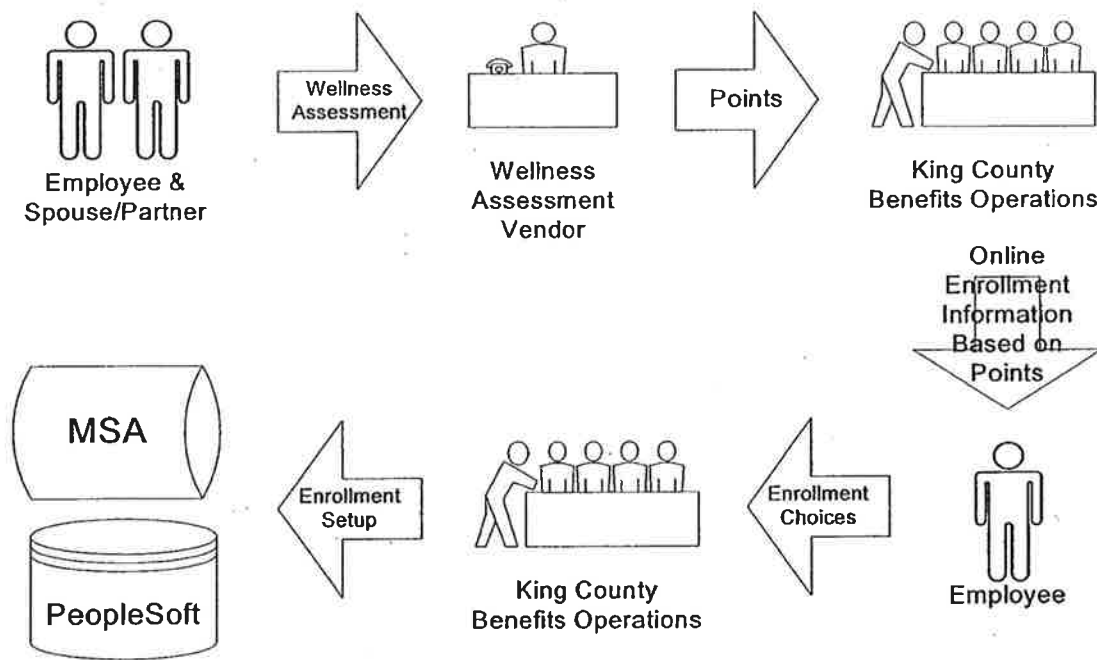 Wellness
Assessment
Points
Employee &
Spouse/Partner
Wellness
Assessment
Vendor
King County
Benefits Operations
Online
Enrollment
Information
Based on
Points
MSA
Enrollment
Setup
Enrollment
Choices
PeopleSoft
King County
Benefits Operations
Employee